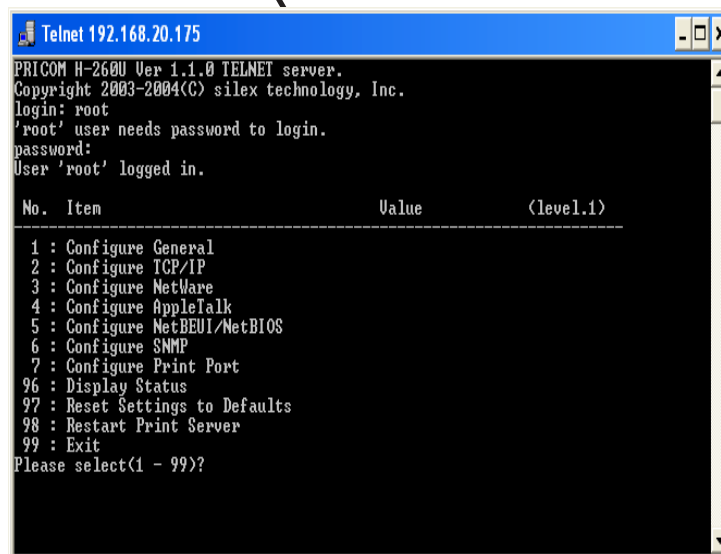 Telnet 192.168.20.175
PRICOM H-260U Ver 1.1.0 TELNET server.
Copyright 2003-2004(C) silex technology, Inc.
login: root
'root' user needs password to login.
password:
User 'root' logged in.
No. Item Value (level.1)
1 : Configure General
2 : Configure TCP/IP
3 : Configure NetWare
4 : Configure AppleTalk
5 : Configure NetBEUI/NetBIOS
6 : Configure SNMP
7 : Configure Print Port
96 : Display Status
97 : Reset Settings to Defaults
98 : Restart Print Server
99 : Exit
Please select(1 - 99)?